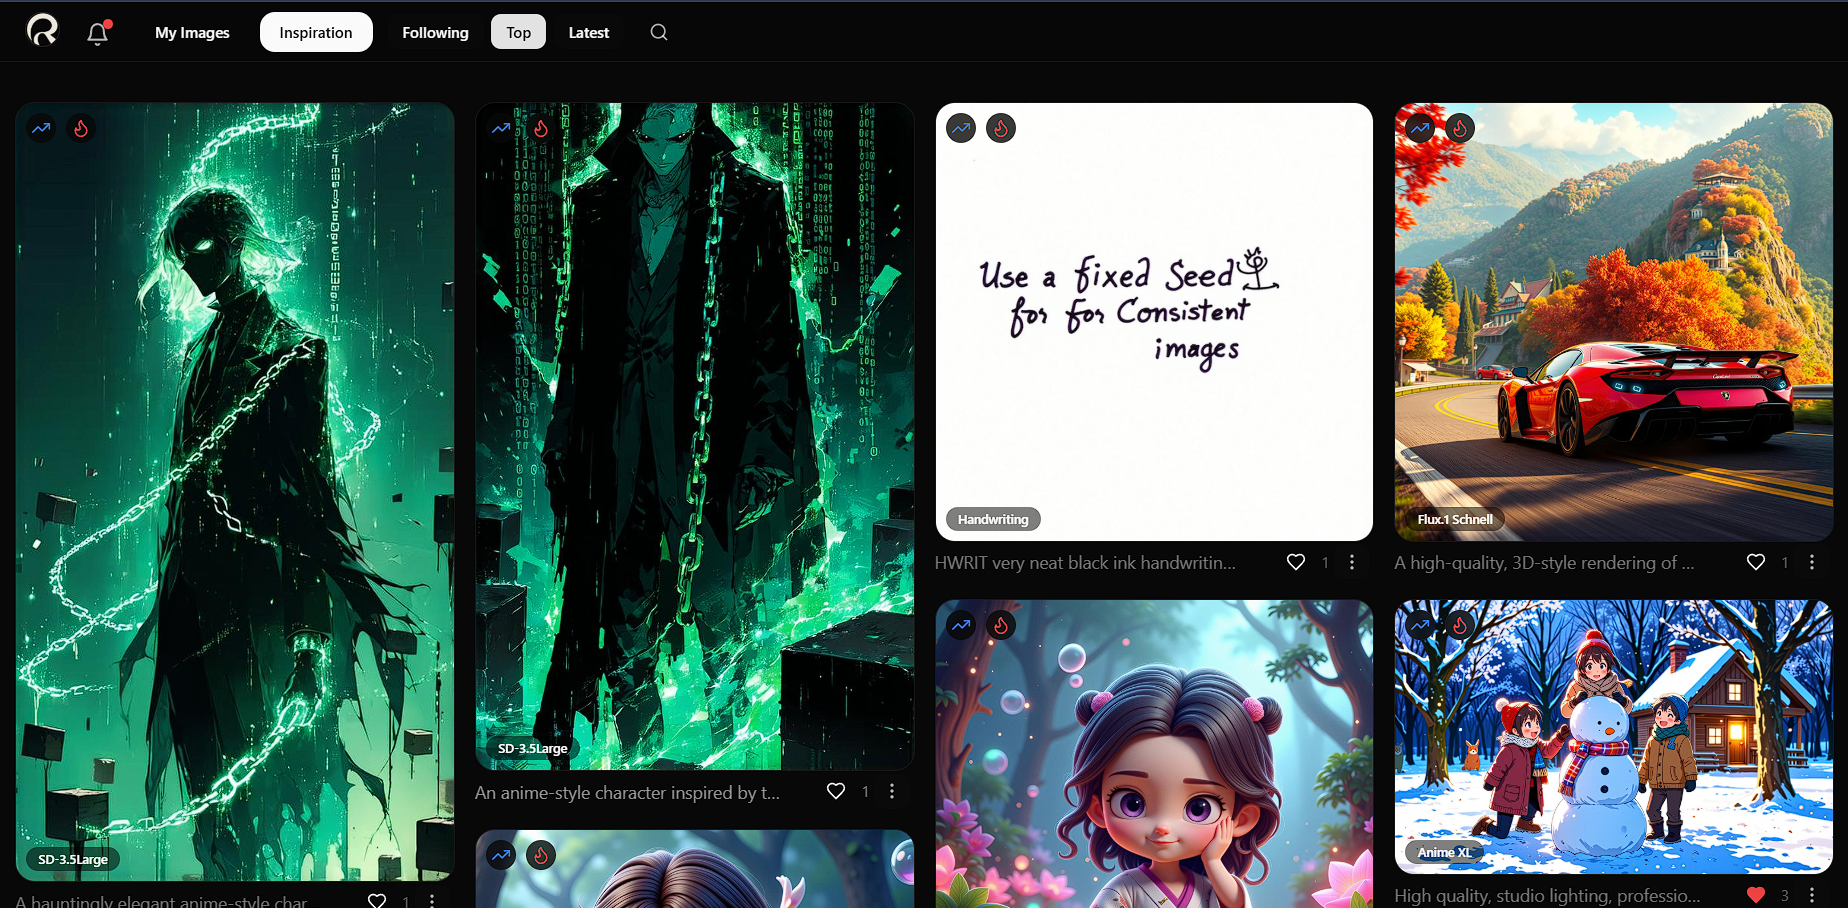 My Images
Inspiration
Following
Top
Latest
SD-3.5Large
A hauntingly elegant anime-style char
1
SD-3.5Large
An anime-style character inspired by t...
1
Use a fixed Seed
for for Consistent
images
Handwriting
HWRIT very neat black ink handwritin...
1
Flux.1 Schnell
A high-quality, 3D-style rendering of ...
1
Anime XL
High quality, studio lighting, professio...
3